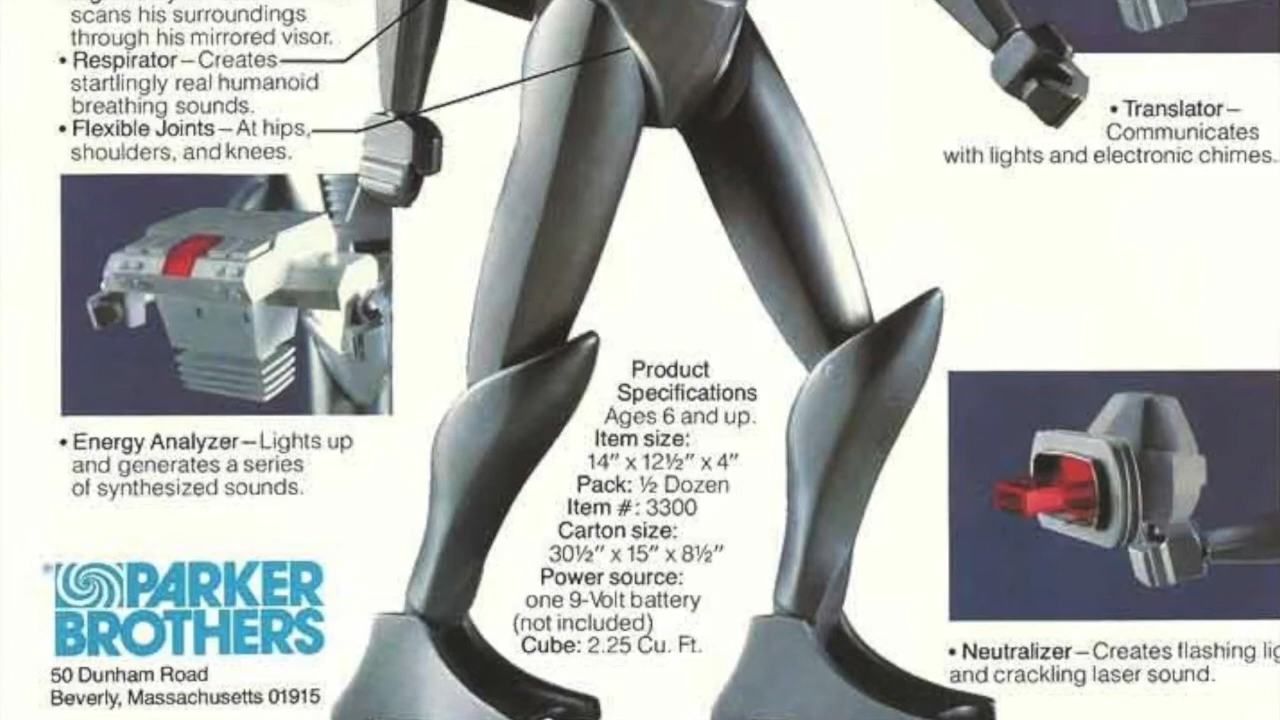 scans his surroundings
through his mirrored visor.
• Respirator – Creates
startlingly real humanoid
breathing sounds.
• Flexible Joints – At hips,
shoulders, and knees.
• Energy Analyzer – Lights up
and generates a series
of synthesized sounds.
PARKER
BROTHERS
50 Dunham Road
Beverly, Massachusetts 01915
Product
Specifications
Ages 6 and up.
Item size:
14" x 12½" x 4"
Pack: ½ Dozen
Item #: 3300
Carton size:
30½" x 15" x 8½"
Power source:
one 9-Volt battery
(not included)
Cube: 2.25 Cu. Ft.
• Translator –
Communicates
with lights and electronic chimes.
• Neutralizer – Creates flashing
and crackling laser sound.